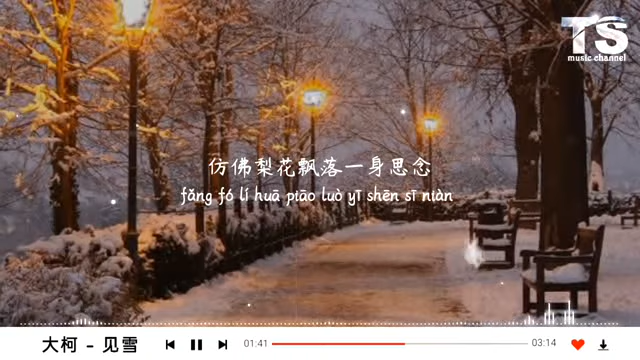 TS
music channel
仿佛梨花飘落一身思念
fǎng fó lí huā piāo luò yī shēn sī niàn
大柯 - 见雪
01:41
03:14